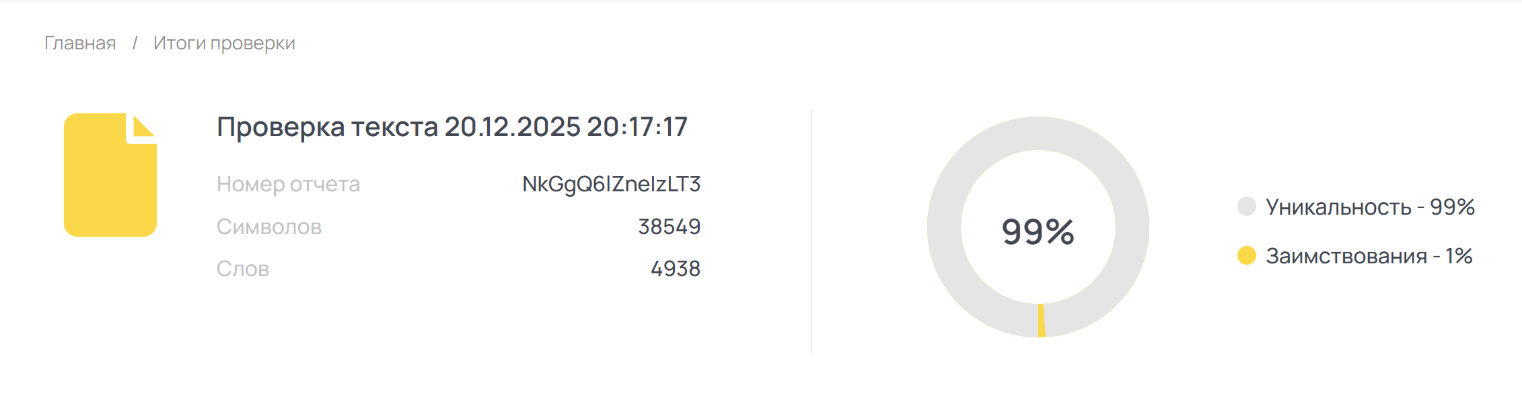 Главная / Итоги проверки
Проверка текста 20.12.2025 20:17:17
Номер отчета NkGgQ6lZnelzLT3
Символов 38549
Слов 4938
99%
Уникальность - 99%
Заимствования - 1%